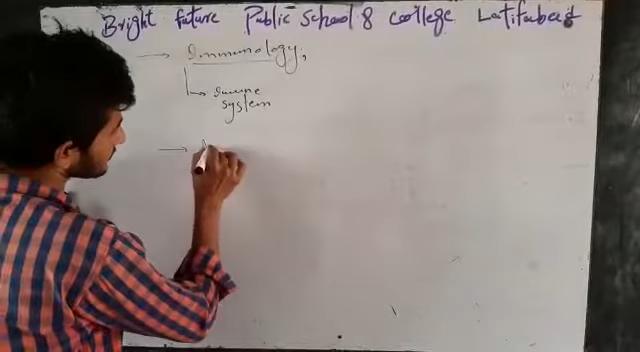 Bright future Public School & college Latifabad
→ Immunology,
→ Immune
system
→